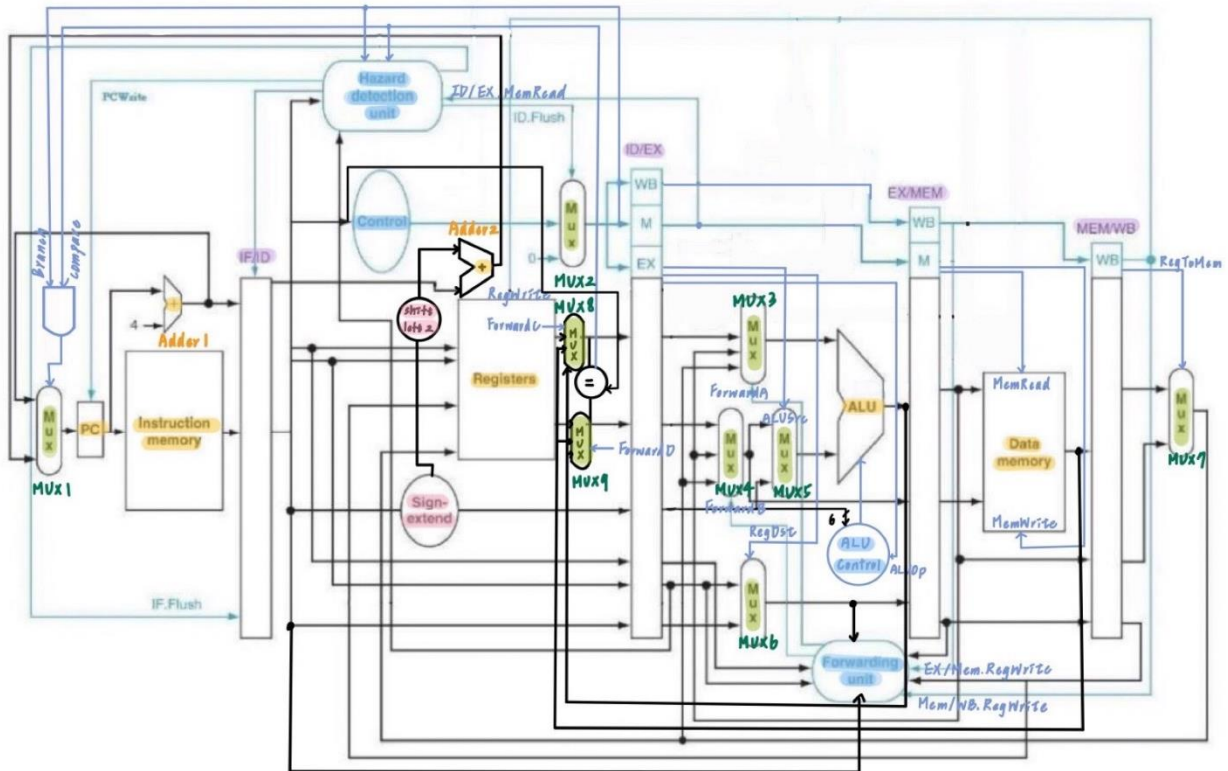 Hazard
detection
unit
PCWrite
ID/EX.MemRead
ID.Flush
ID/EX
WB
M
EX
EX/MEM
WB
M
MEM/WB
WB
RegToMem
Control
Mux
0
MUX2
Adder2
+
Branch
compare
IF/ID
shift
left 2
RegWrite
MUX8
ForwardC
MUX
=
Registers
MUX
ForwardD
MUX9
MUX3
Mux
ForwardA
ALUSrc
ALU
+
4
Adder 1
Mux
MUX1
PC
Instruction
memory
Mux
MUX4
Mux
MUX5
ForwardB
MemRead
Data
memory
MemWrite
Mux
MUX7
Sign-
extend
6
ALU
Control
ALUOp
RegDst
Mux
MUX6
IF.Flush
Forwarding
unit
EX/Mem.RegWrite
Mem/WB.RegWrite